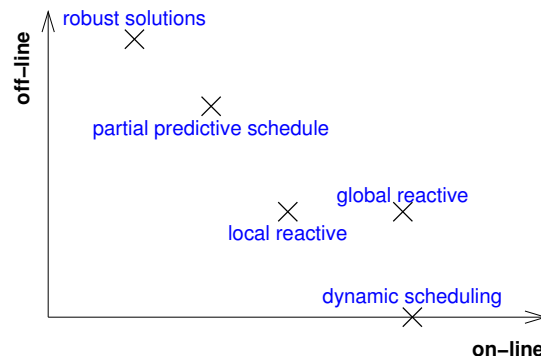 robust solutions
off–line
partial predictive schedule
global reactive
local reactive
dynamic scheduling
on–line